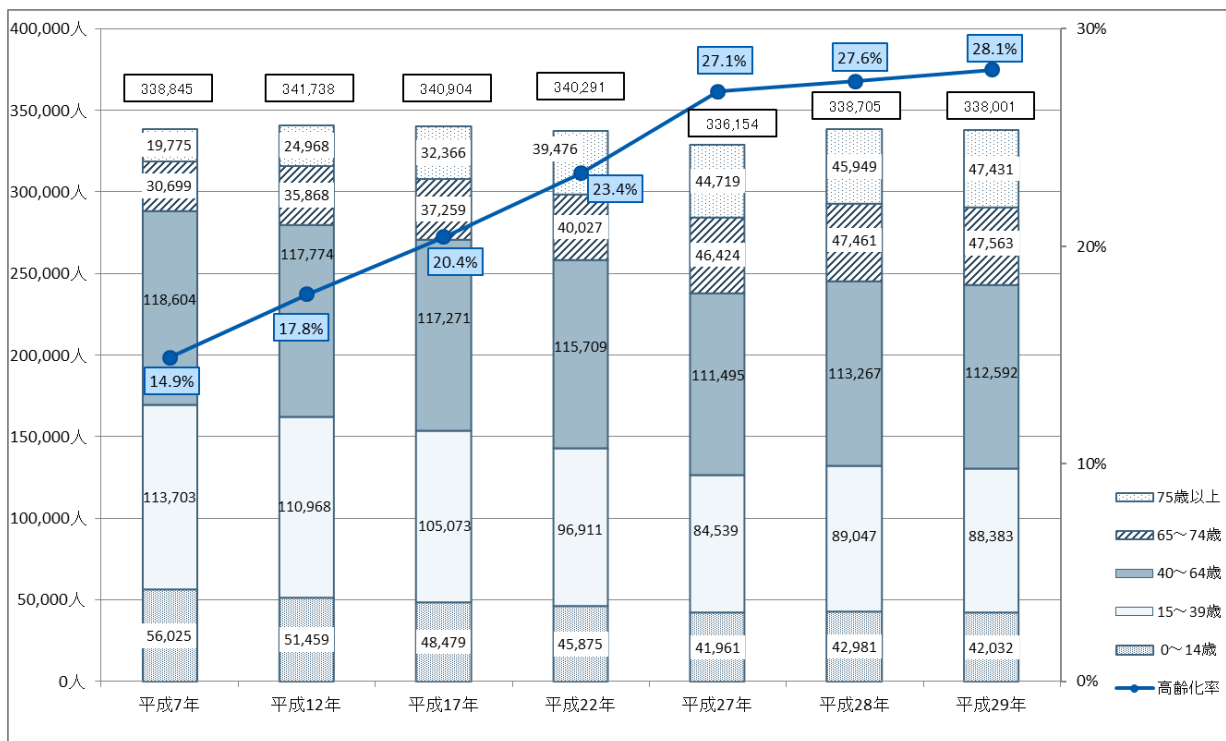 400,000人
350,000人
300,000人
250,000人
200,000人
150,000人
100,000人
50,000人
0人
30%
20%
10%
0%
338,845
341,738
340,904
340,291
336,154
338,705
338,001
27.1%
27.6%
28.1%
23.4%
20.4%
17.8%
14.9%
19,775
24,968
32,366
39,476
44,719
45,949
47,431
30,699
35,868
37,259
40,027
46,424
47,461
47,563
118,604
117,774
117,271
115,709
111,495
113,267
112,592
113,703
110,968
105,073
96,911
84,539
89,047
88,383
56,025
51,459
48,479
45,875
41,961
42,981
42,032
平成7年
平成12年
平成17年
平成22年
平成27年
平成28年
平成29年
75歳以上
65～74歳
40～64歳
15～39歳
0～14歳
高齢化率